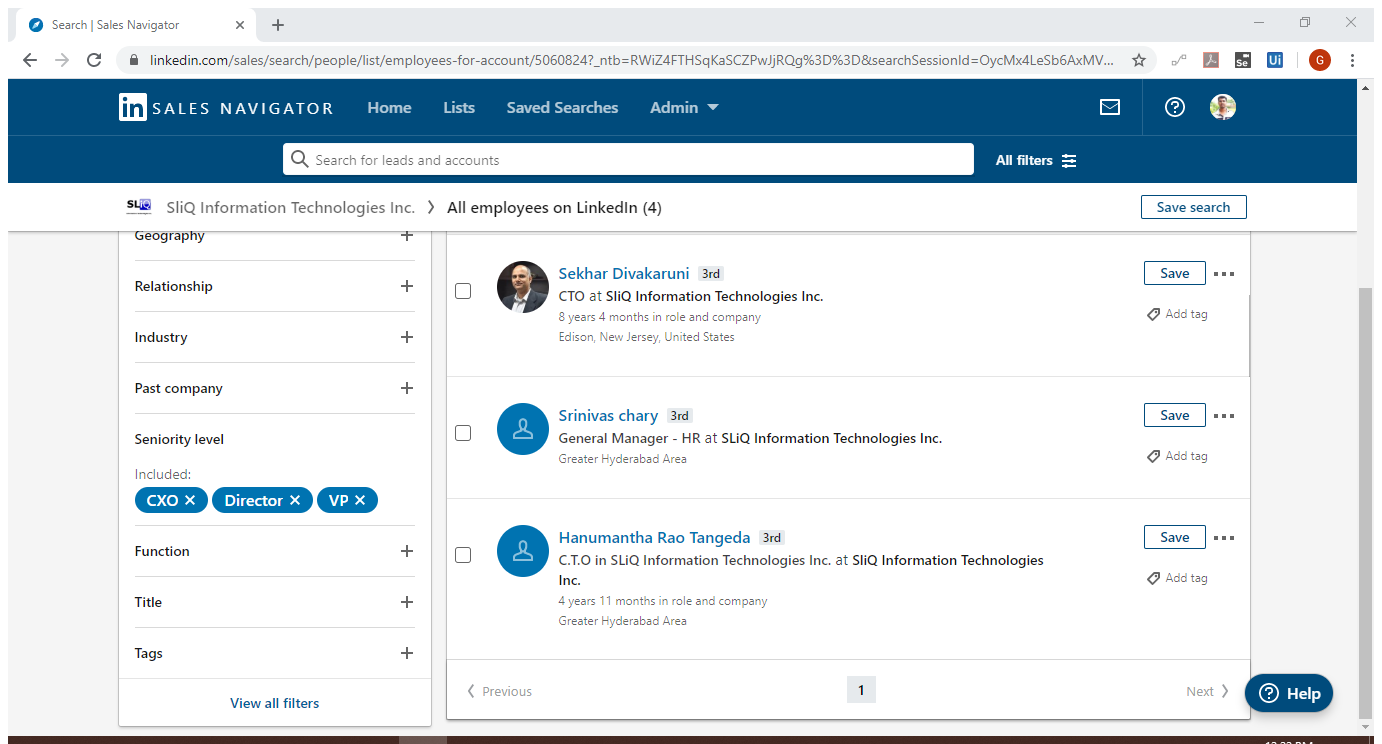 Search | Sales Navigator
linkedin.com/sales/search/people/list/employees-for-account/5060824?_ntb=RWiZ4FTHSqKaSCZPwJjRQg%3D%3D&searchSessionId=OycMx4LeSb6AxMV...
Se
Ui
G
in SALES NAVIGATOR
Home
Lists
Saved Searches
Admin
Search for leads and accounts
All filters
SLiQ
SliQ Information Technologies Inc.
All employees on LinkedIn (4)
Save search
Geography
Relationship
Industry
Past company
Seniority level
Included:
CXO
Director
VP
Function
Title
Tags
View all filters
Sekhar Divakaruni 3rd
CTO at SliQ Information Technologies Inc.
8 years 4 months in role and company
Edison, New Jersey, United States
Save
Add tag
Srinivas chary 3rd
General Manager - HR at SLiQ Information Technologies Inc.
Greater Hyderabad Area
Save
Add tag
Hanumantha Rao Tangeda 3rd
C.T.O in SLiQ Information Technologies Inc. at SliQ Information Technologies
Inc.
4 years 11 months in role and company
Greater Hyderabad Area
Save
Add tag
Previous
1
Next
Help